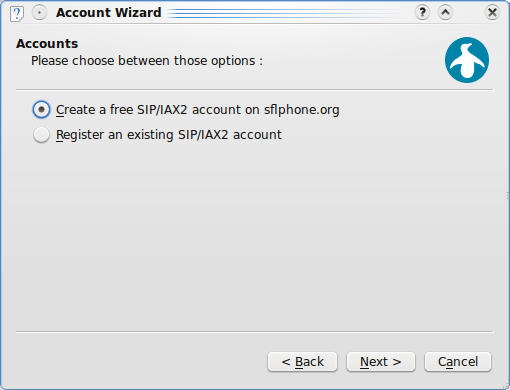 Account Wizard
Accounts
Please choose between those options :
Create a free SIP/IAX2 account on sflphone.org
Register an existing SIP/IAX2 account
< Back Next > Cancel